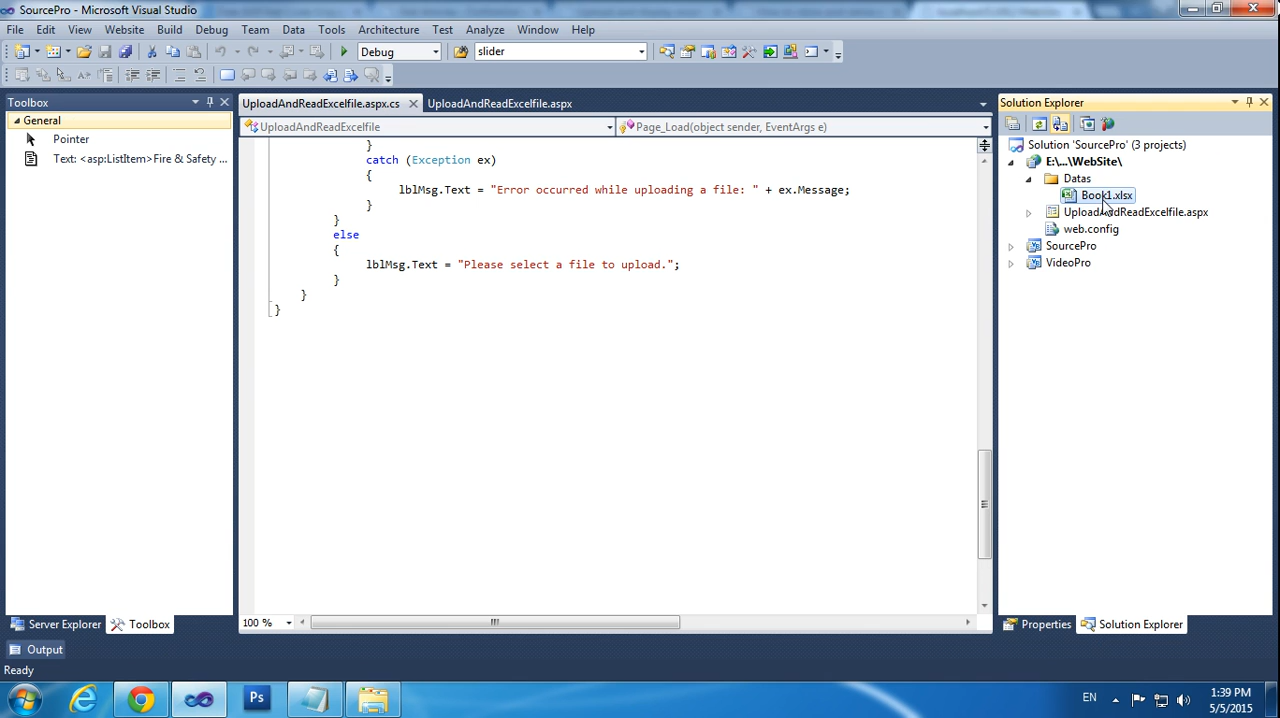 SourcePro - Microsoft Visual Studio
File Edit View Website Build Debug Team Data Tools Architecture Test Analyze Window Help
Debug slider
Toolbox
General
Pointer
Text: <asp:ListItem>Fire & Safety ...
Server Explorer Toolbox
UploadAndReadExcelfile.aspx.cs UploadAndReadExcelfile.aspx
UploadAndReadExcelfile Page_Load(object sender, EventArgs e)
}
catch (Exception ex)
{
lblMsg.Text = "Error occurred while uploading a file: " + ex.Message;
}
}
else
{
lblMsg.Text = "Please select a file to upload.";
}
}
}
100 %
Solution Explorer
Solution 'SourcePro' (3 projects)
E:\...\WebSite\
Datas
Book1.xlsx
UploadAndReadExcelfile.aspx
web.config
SourcePro
VideoPro
Properties Solution Explorer
Output
Ready
Ps
EN
1:39 PM
5/5/2015